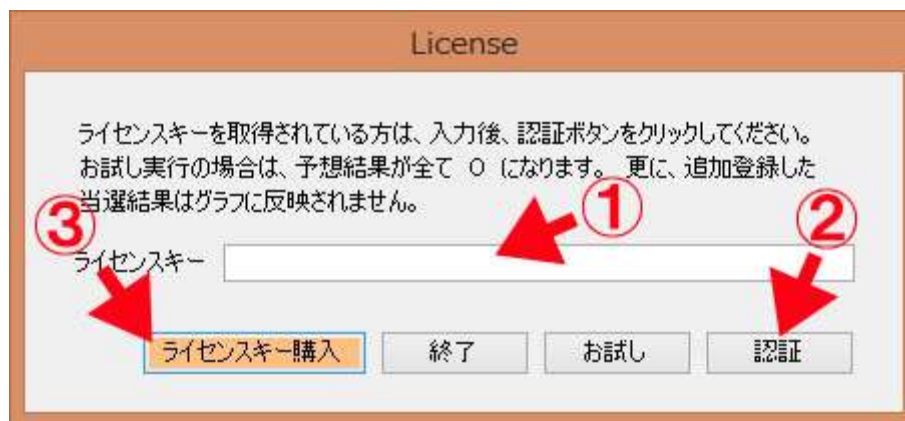 License
ライセンスキーを取得されている方は、入力後、認証ボタンをクリックしてください。
お試し実行の場合は、予想結果が全て 0 になります。 更に、追加登録した
当選結果はグラフに反映されません。
①
②
③
ライセンスキー
ライセンスキー購入 終了 お試し 認証